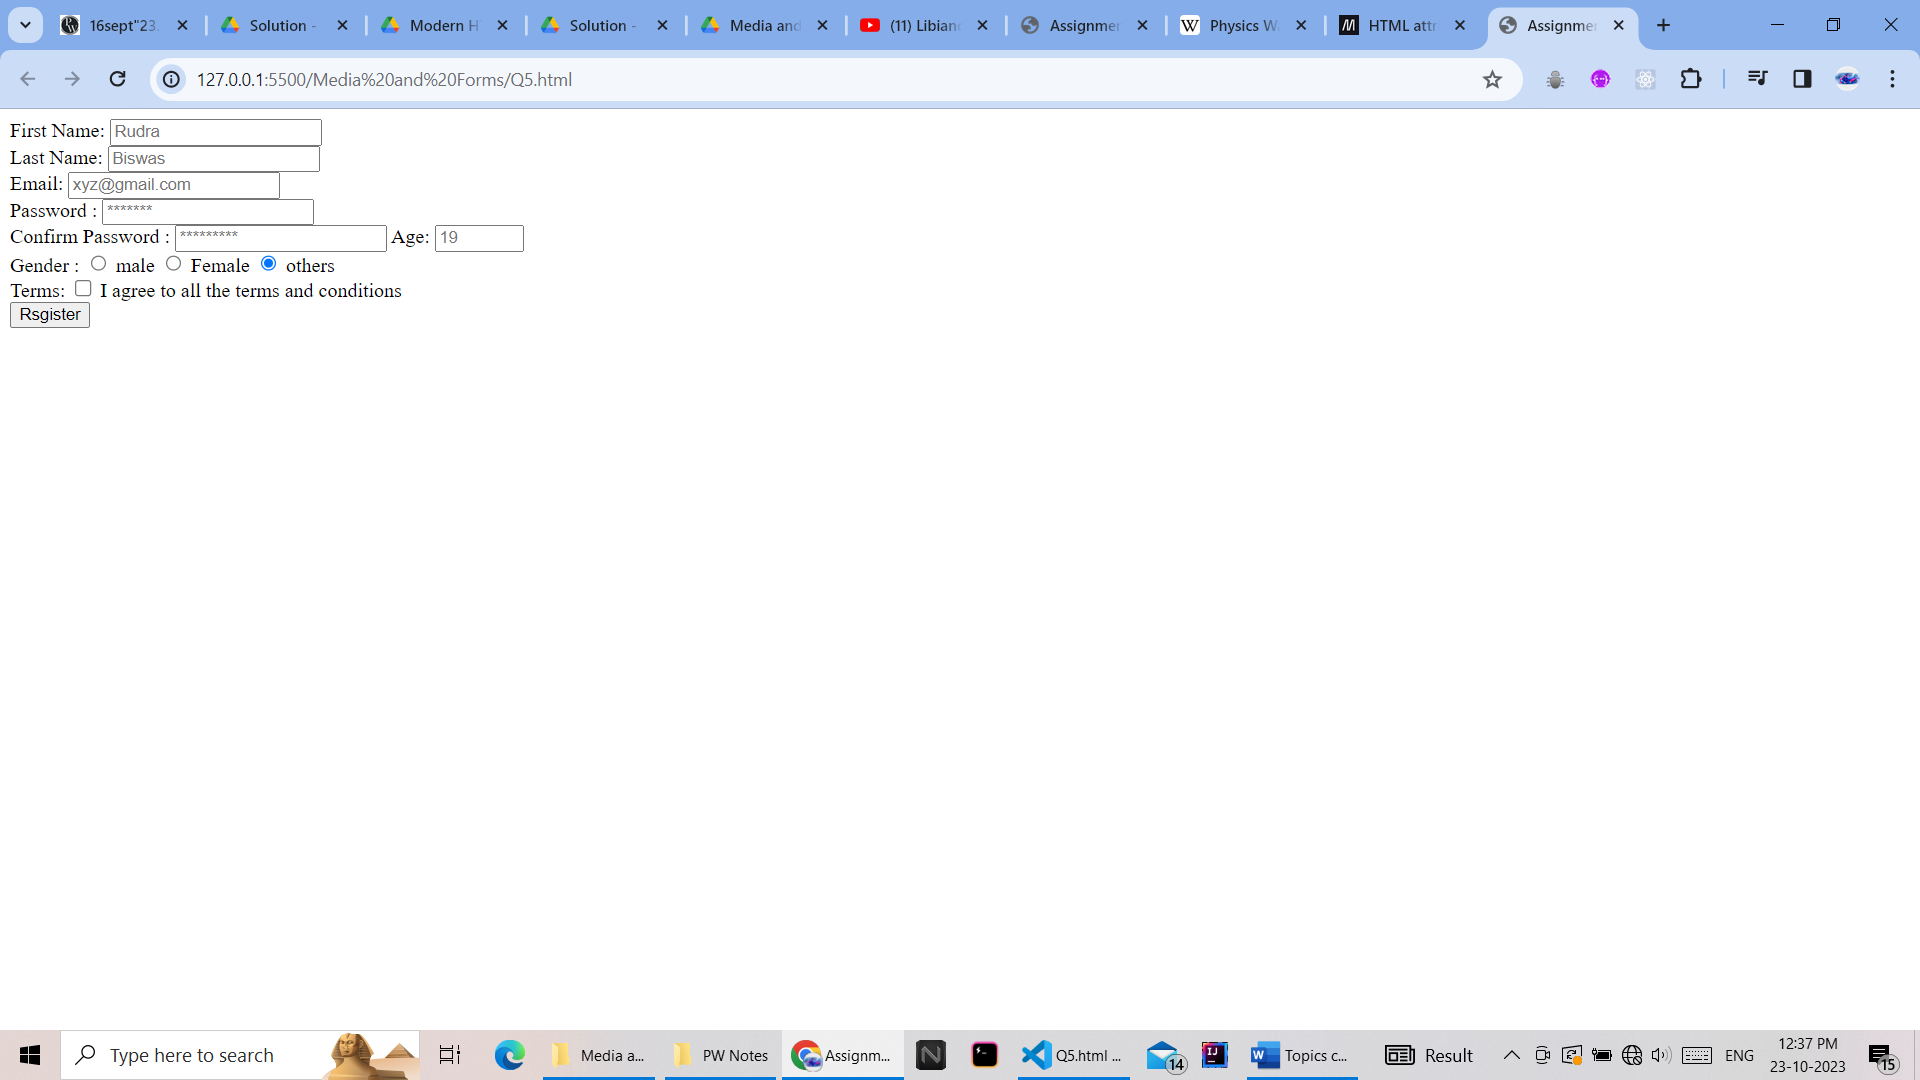 16sept"23.
Solution -
Modern H
Solution -
Media and
(11) Libian
Assignmen
Physics Wa
HTML attr
Assignmen
127.0.0.1:5500/Media%20and%20Forms/Q5.html
First Name: Rudra
Last Name: Biswas
Email: xyz@gmail.com
Password : *******
Confirm Password : ********* Age: 19
Gender : male Female others
Terms: I agree to all the terms and conditions
Rsgister
Type here to search
Media a...
PW Notes
Assignm...
Q5.html ...
14
Topics c...
Result
ENG
12:37 PM
23-10-2023
15